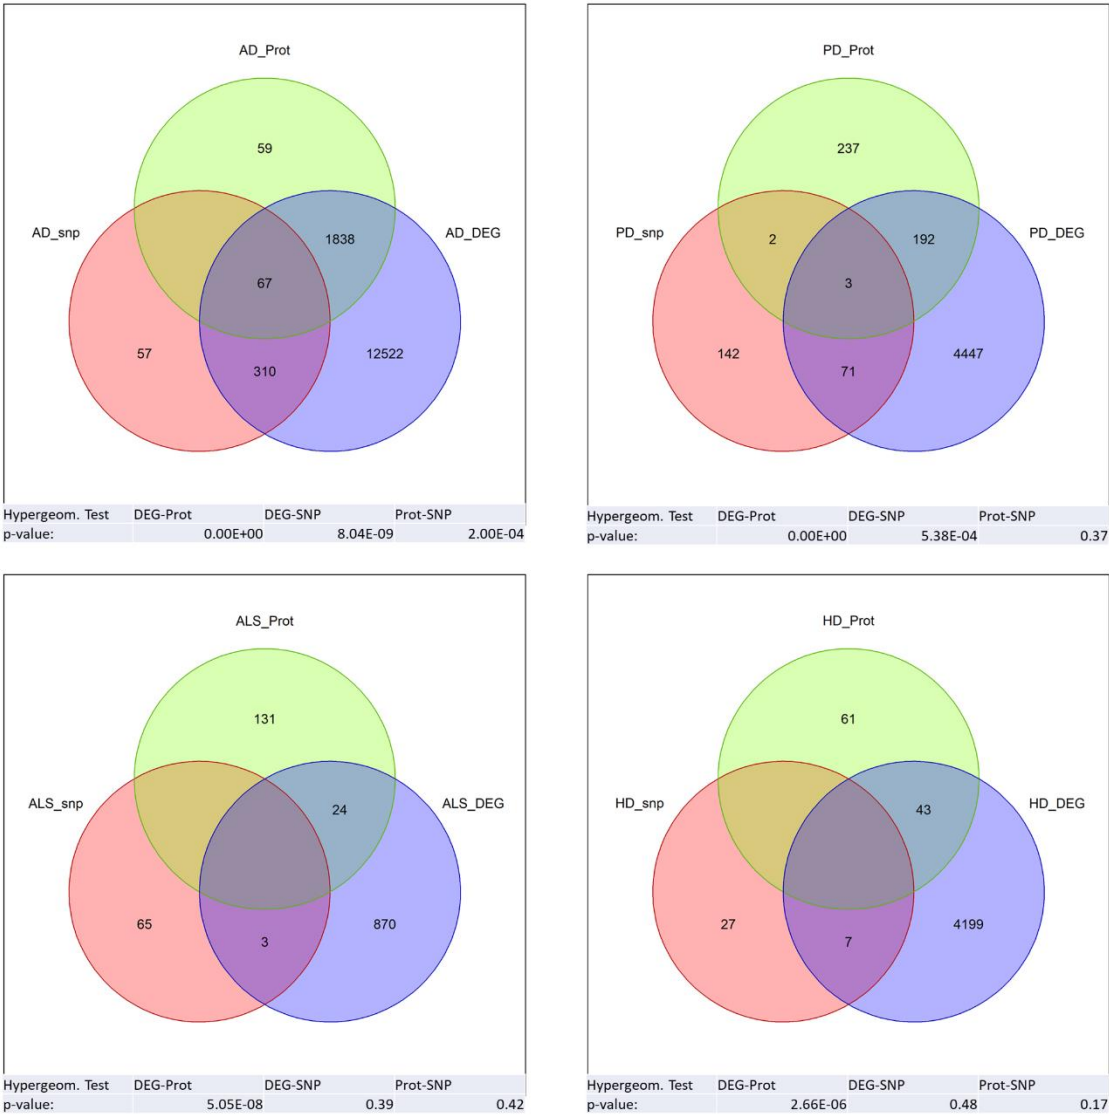 AD_Prot
59
AD_snp
1838
AD_DEG
67
57
310
12522
Hypergeom. Test DEG-Prot DEG-SNP Prot-SNP
p-value: 0.00E+00 8.04E-09 2.00E-04
PD_Prot
237
PD_snp
2
192
PD_DEG
3
142
71
4447
Hypergeom. Test DEG-Prot DEG-SNP Prot-SNP
p-value: 0.00E+00 5.38E-04 0.37
ALS_Prot
131
ALS_snp
24
ALS_DEG
65
3
870
Hypergeom. Test DEG-Prot DEG-SNP Prot-SNP
p-value: 5.05E-08 0.39 0.42
HD_Prot
61
HD_snp
43
HD_DEG
27
7
4199
Hypergeom. Test DEG-Prot DEG-SNP Prot-SNP
p-value: 2.66E-06 0.48 0.17